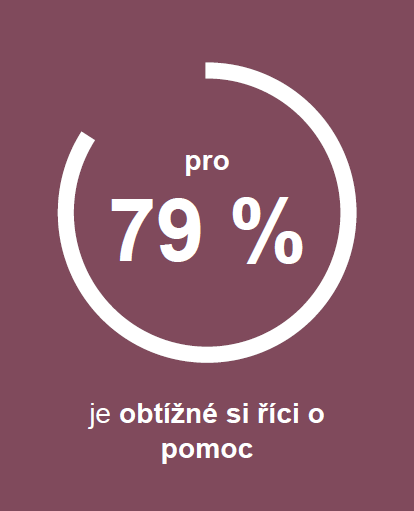 pro
79 %
je obtížné si říci o
pomoc